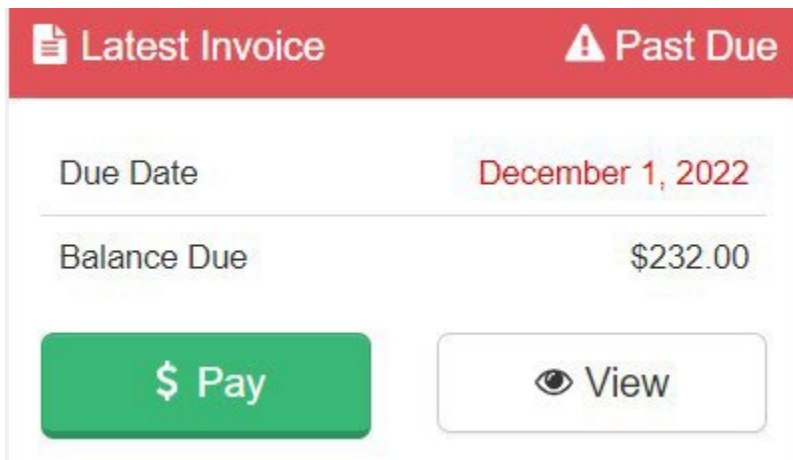 Latest Invoice Past Due
Due Date December 1, 2022
Balance Due $232.00
$ Pay View